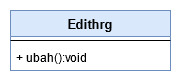 Edithrg
+ ubah():void